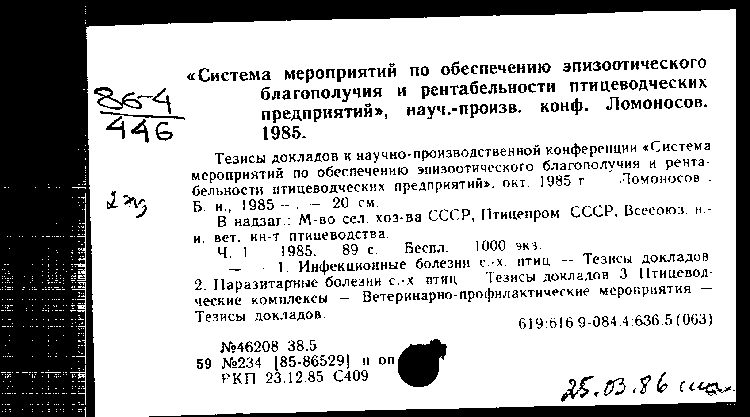 «Система мероприятий по обеспечению эпизоотического
благополучия и рентабельности птицеводческих
предприятий», науч.-произв. конф. Ломоносов.
1985.
86-4
446
Тезисы докладов к научно-производственной конференции «Система
мероприятий по обеспечению эпизоотического благополучия и рента-
бельности птицеводческих предприятий», окт. 1985 г Ломоносов .
Б. и., 1985 – . – 20 см.
2 экз
В надзаг.: М-во сел. хоз-ва СССР, Птицепром СССР, Всесоюз. н.-
и. вет. ин-т птицеводства.
Ч. 1 1985. 89 с. Беспл. 1000 экз.
— 1. Инфекционные болезни с.-х. птиц — Тезисы докладов
2. Паразитарные болезни с.-х птиц Тезисы докладов 3 Птицевод-
ческие комплексы — Ветеринарно-профилактические мероприятия —
Тезисы докладов.
619:616 9-084.4:636.5(063)
№46208 38.5
59 №234 [85-86529] п оп
РКП 23.12.85 С409
25.03.86